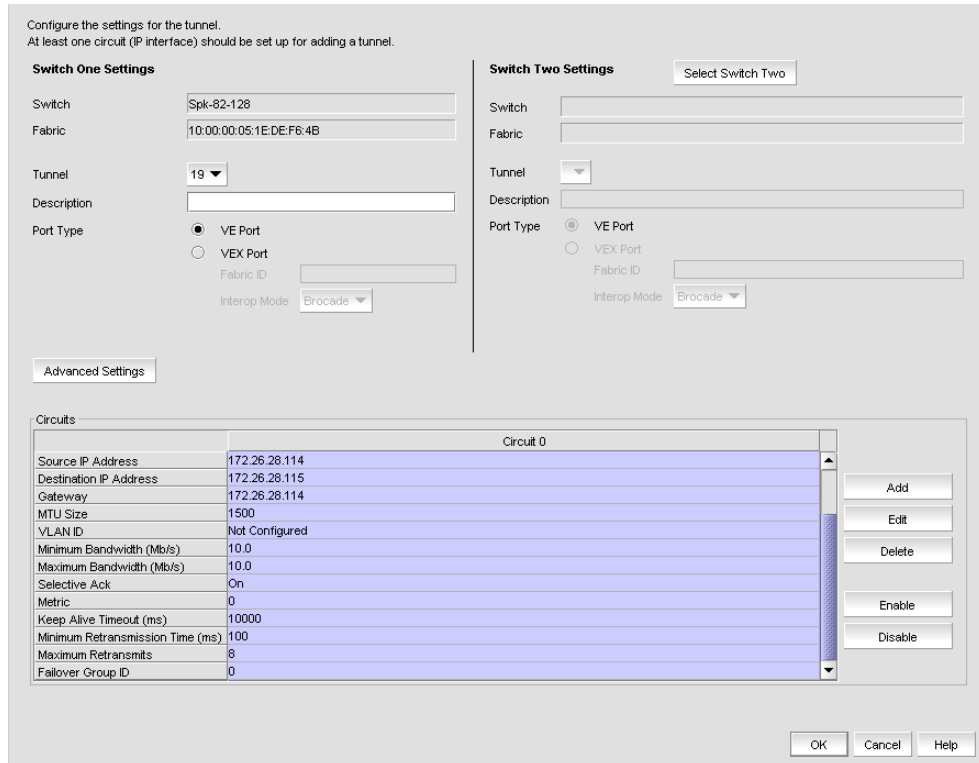 Configure the settings for the tunnel.
At least one circuit (IP interface) should be set up for adding a tunnel.
Switch One Settings
Switch Spk-82-128
Fabric 10:00:00:05:1E:DE:F6:4B
Tunnel 19
Description
Port Type VE Port
VEX Port
Fabric ID
Interop Mode Brocade
Switch Two Settings Select Switch Two
Switch
Fabric
Tunnel
Description
Port Type VE Port
VEX Port
Fabric ID
Interop Mode Brocade
Advanced Settings
Circuits
Circuit 0
Source IP Address 172.26.28.114
Destination IP Address 172.26.28.115
Gateway 172.26.28.114
MTU Size 1500
VLAN ID Not Configured
Minimum Bandwidth (Mb/s) 10.0
Maximum Bandwidth (Mb/s) 10.0
Selective Ack On
Metric 0
Keep Alive Timeout (ms) 10000
Minimum Retransmission Time (ms) 100
Maximum Retransmits 8
Failover Group ID 0
Add
Edit
Delete
Enable
Disable
OK Cancel Help